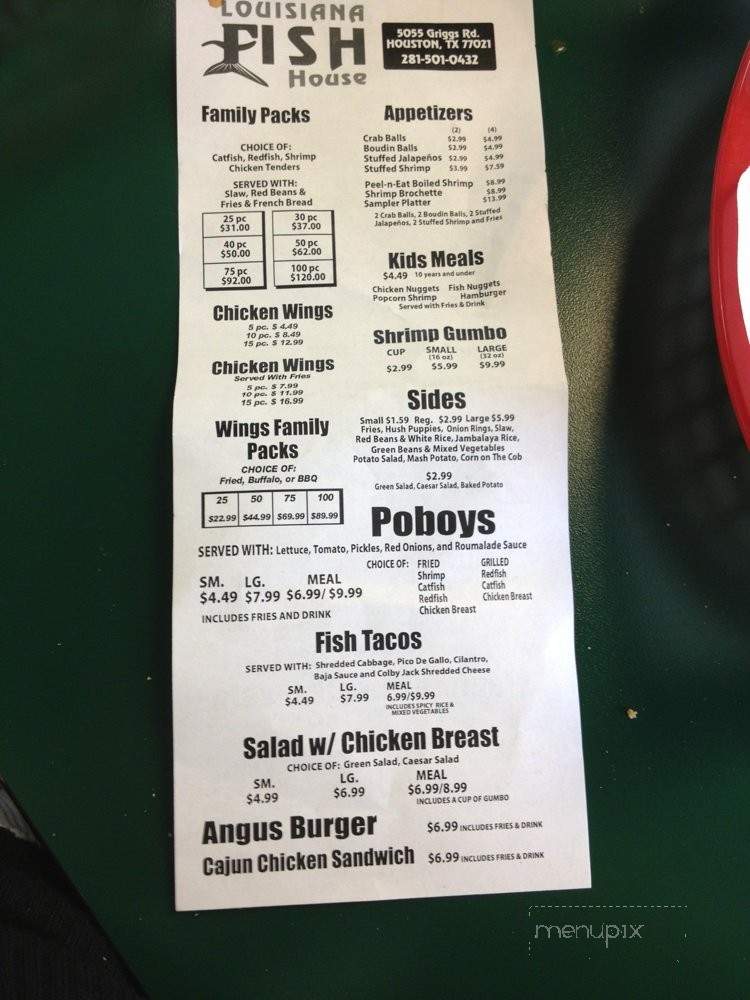 LOUISIANA
FISH
House
5055 Griggs Rd.
HOUSTON, TX 77021
281-501-0432
Family Packs
CHOICE OF:
Catfish, Redfish, Shrimp
Chicken Tenders
SERVED WITH:
Slaw, Red Beans &
Fries & French Bread
25 pc 30 pc
$31.00 $37.00
40 pc 50 pc
$50.00 $62.00
75 pc 100 pc
$92.00 $120.00
Chicken Wings
5 pc. $ 4.49
10 pc. $ 8.49
15 pc. $ 12.99
Chicken Wings
Served With Fries
5 pc. $ 7.99
10 pc. $ 11.99
15 pc. $ 16.99
Wings Family
Packs
CHOICE OF:
Fried, Buffalo, or BBQ
25 50 75 100
$22.99 $44.99 $69.99 $89.99
Appetizers
(2) (4)
Crab Balls $2.99 $4.99
Boudin Balls $2.99 $4.99
Stuffed Jalapeños $2.99 $4.99
Stuffed Shrimp $3.99 $7.59
Peel-n-Eat Boiled Shrimp $8.99
Shrimp Brochette $8.99
Sampler Platter $13.99
2 Crab Balls, 2 Boudin Balls, 2 Stuffed
Jalapeños, 2 Stuffed Shrimp and Fries
Kids Meals
$4.49 10 years and under
Chicken Nuggets Fish Nuggets
Popcorn Shrimp Hamburger
Served with Fries & Drink
Shrimp Gumbo
CUP SMALL LARGE
(16 oz) (32 oz)
$2.99 $5.99 $9.99
Sides
Small $1.59 Reg. $2.99 Large $5.99
Fries, Hush Puppies, Onion Rings, Slaw,
Red Beans & White Rice, Jambalaya Rice,
Green Beans & Mixed Vegetables
Potato Salad, Mash Potato, Corn on The Cob
$2.99
Green Salad, Caesar Salad, Baked Potato
Poboys
SERVED WITH: Lettuce, Tomato, Pickles, Red Onions, and Roumalade Sauce
CHOICE OF: FRIED GRILLED
Shrimp Redfish
Catfish Catfish
Redfish Chicken Breast
Chicken Breast
SM. LG. MEAL
$4.49 $7.99 $6.99/ $9.99
INCLUDES FRIES AND DRINK
Fish Tacos
SERVED WITH: Shredded Cabbage, Pico De Gallo, Cilantro,
Baja Sauce and Colby Jack Shredded Cheese
SM. LG. MEAL
$4.49 $7.99 6.99/$9.99
INCLUDES SPICY RICE &
MIXED VEGETABLES
Salad w/ Chicken Breast
CHOICE OF: Green Salad, Caesar Salad
SM. LG. MEAL
$4.99 $6.99 $6.99/8.99
INCLUDES A CUP OF GUMBO
Angus Burger $6.99 INCLUDES FRIES & DRINK
Cajun Chicken Sandwich $6.99 INCLUDES FRIES & DRINK
menupix